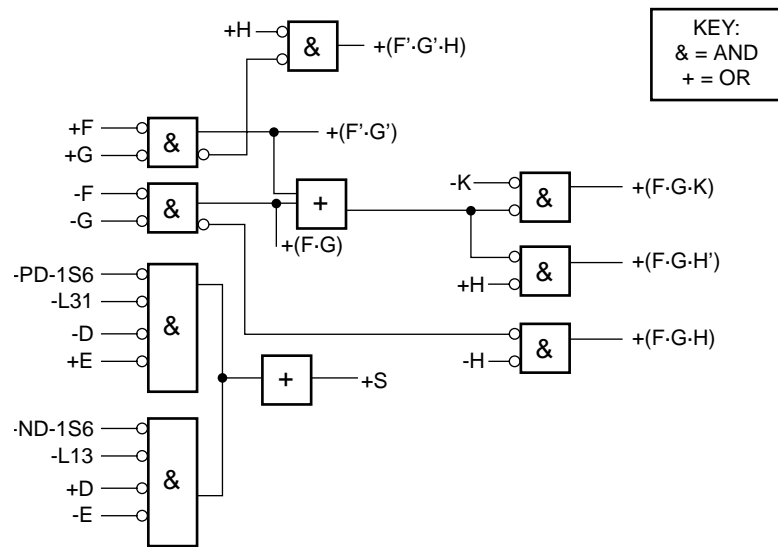 KEY:
& = AND
+ = OR
+H
&
+(F'·G'·H)
+F
+G
&
+(F'·G')
-F
-G
&
+
+(F·G)
-K
&
+(F·G·K)
+H
&
+(F·G·H')
-H
&
+(F·G·H)
-PD-1S6
-L31
-D
+E
&
+
+S
-ND-1S6
-L13
+D
-E
&